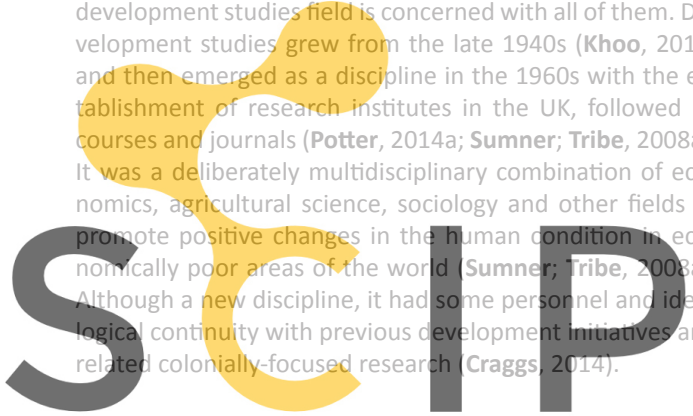 development studies field is concerned with all of them. D
velopment studies grew from the late 1940s (Khoo, 201
and then emerged as a discipline in the 1960s with the e
tablishment of research institutes in the UK, followed
courses and journals (Potter, 2014a; Sumner; Tribe, 2008a
It was a deliberately multidisciplinary combination of ec
nomics, agricultural science, sociology and other fields
promote positive changes in the human condition in ec
nomically poor areas of the world (Sumner; Tribe, 2008a
Although a new discipline, it had some personnel and ide
logical continuity with previous development initiatives an
related colonially-focused research (Craggs, 2014).
SCIP